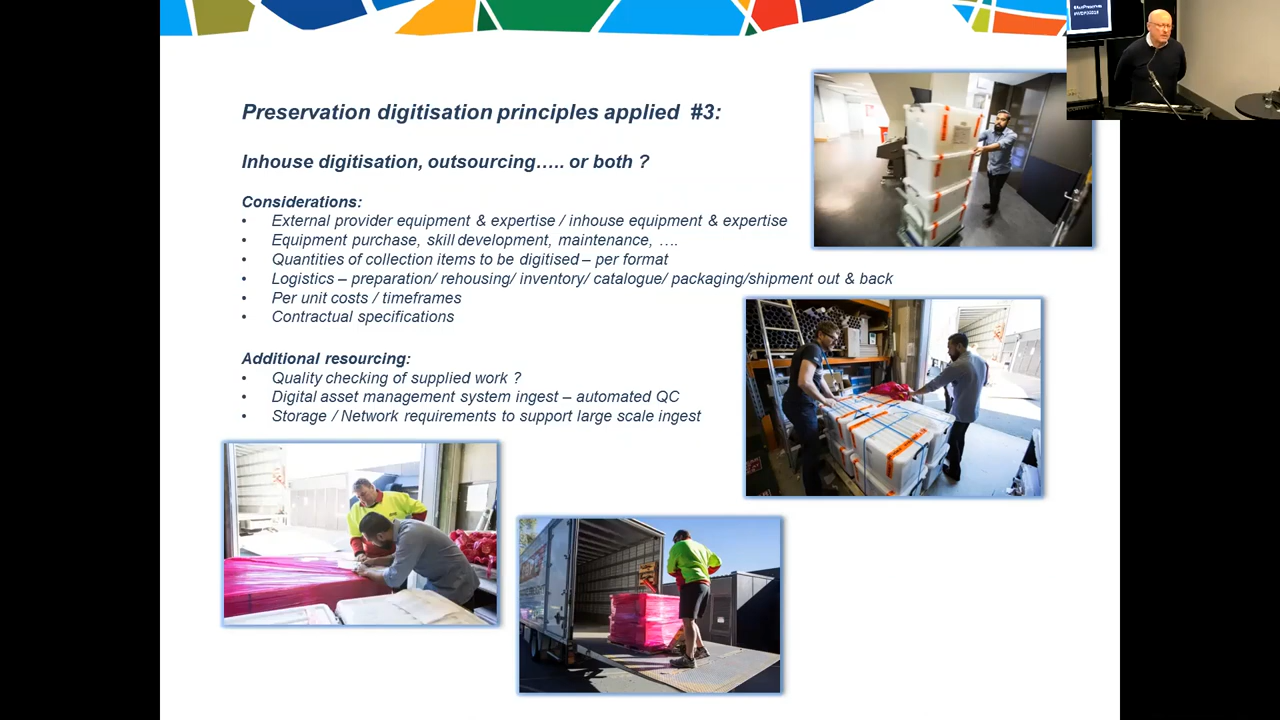 Preservation digitisation principles applied #3:
Inhouse digitisation, outsourcing….. or both ?
Considerations:
• External provider equipment & expertise / inhouse equipment & expertise
• Equipment purchase, skill development, maintenance, ….
• Quantities of collection items to be digitised – per format
• Logistics – preparation/ rehousing/ inventory/ catalogue/ packaging/shipment out & back
• Per unit costs / timeframes
• Contractual specifications
Additional resourcing:
• Quality checking of supplied work ?
• Digital asset management system ingest – automated QC
• Storage / Network requirements to support large scale ingest